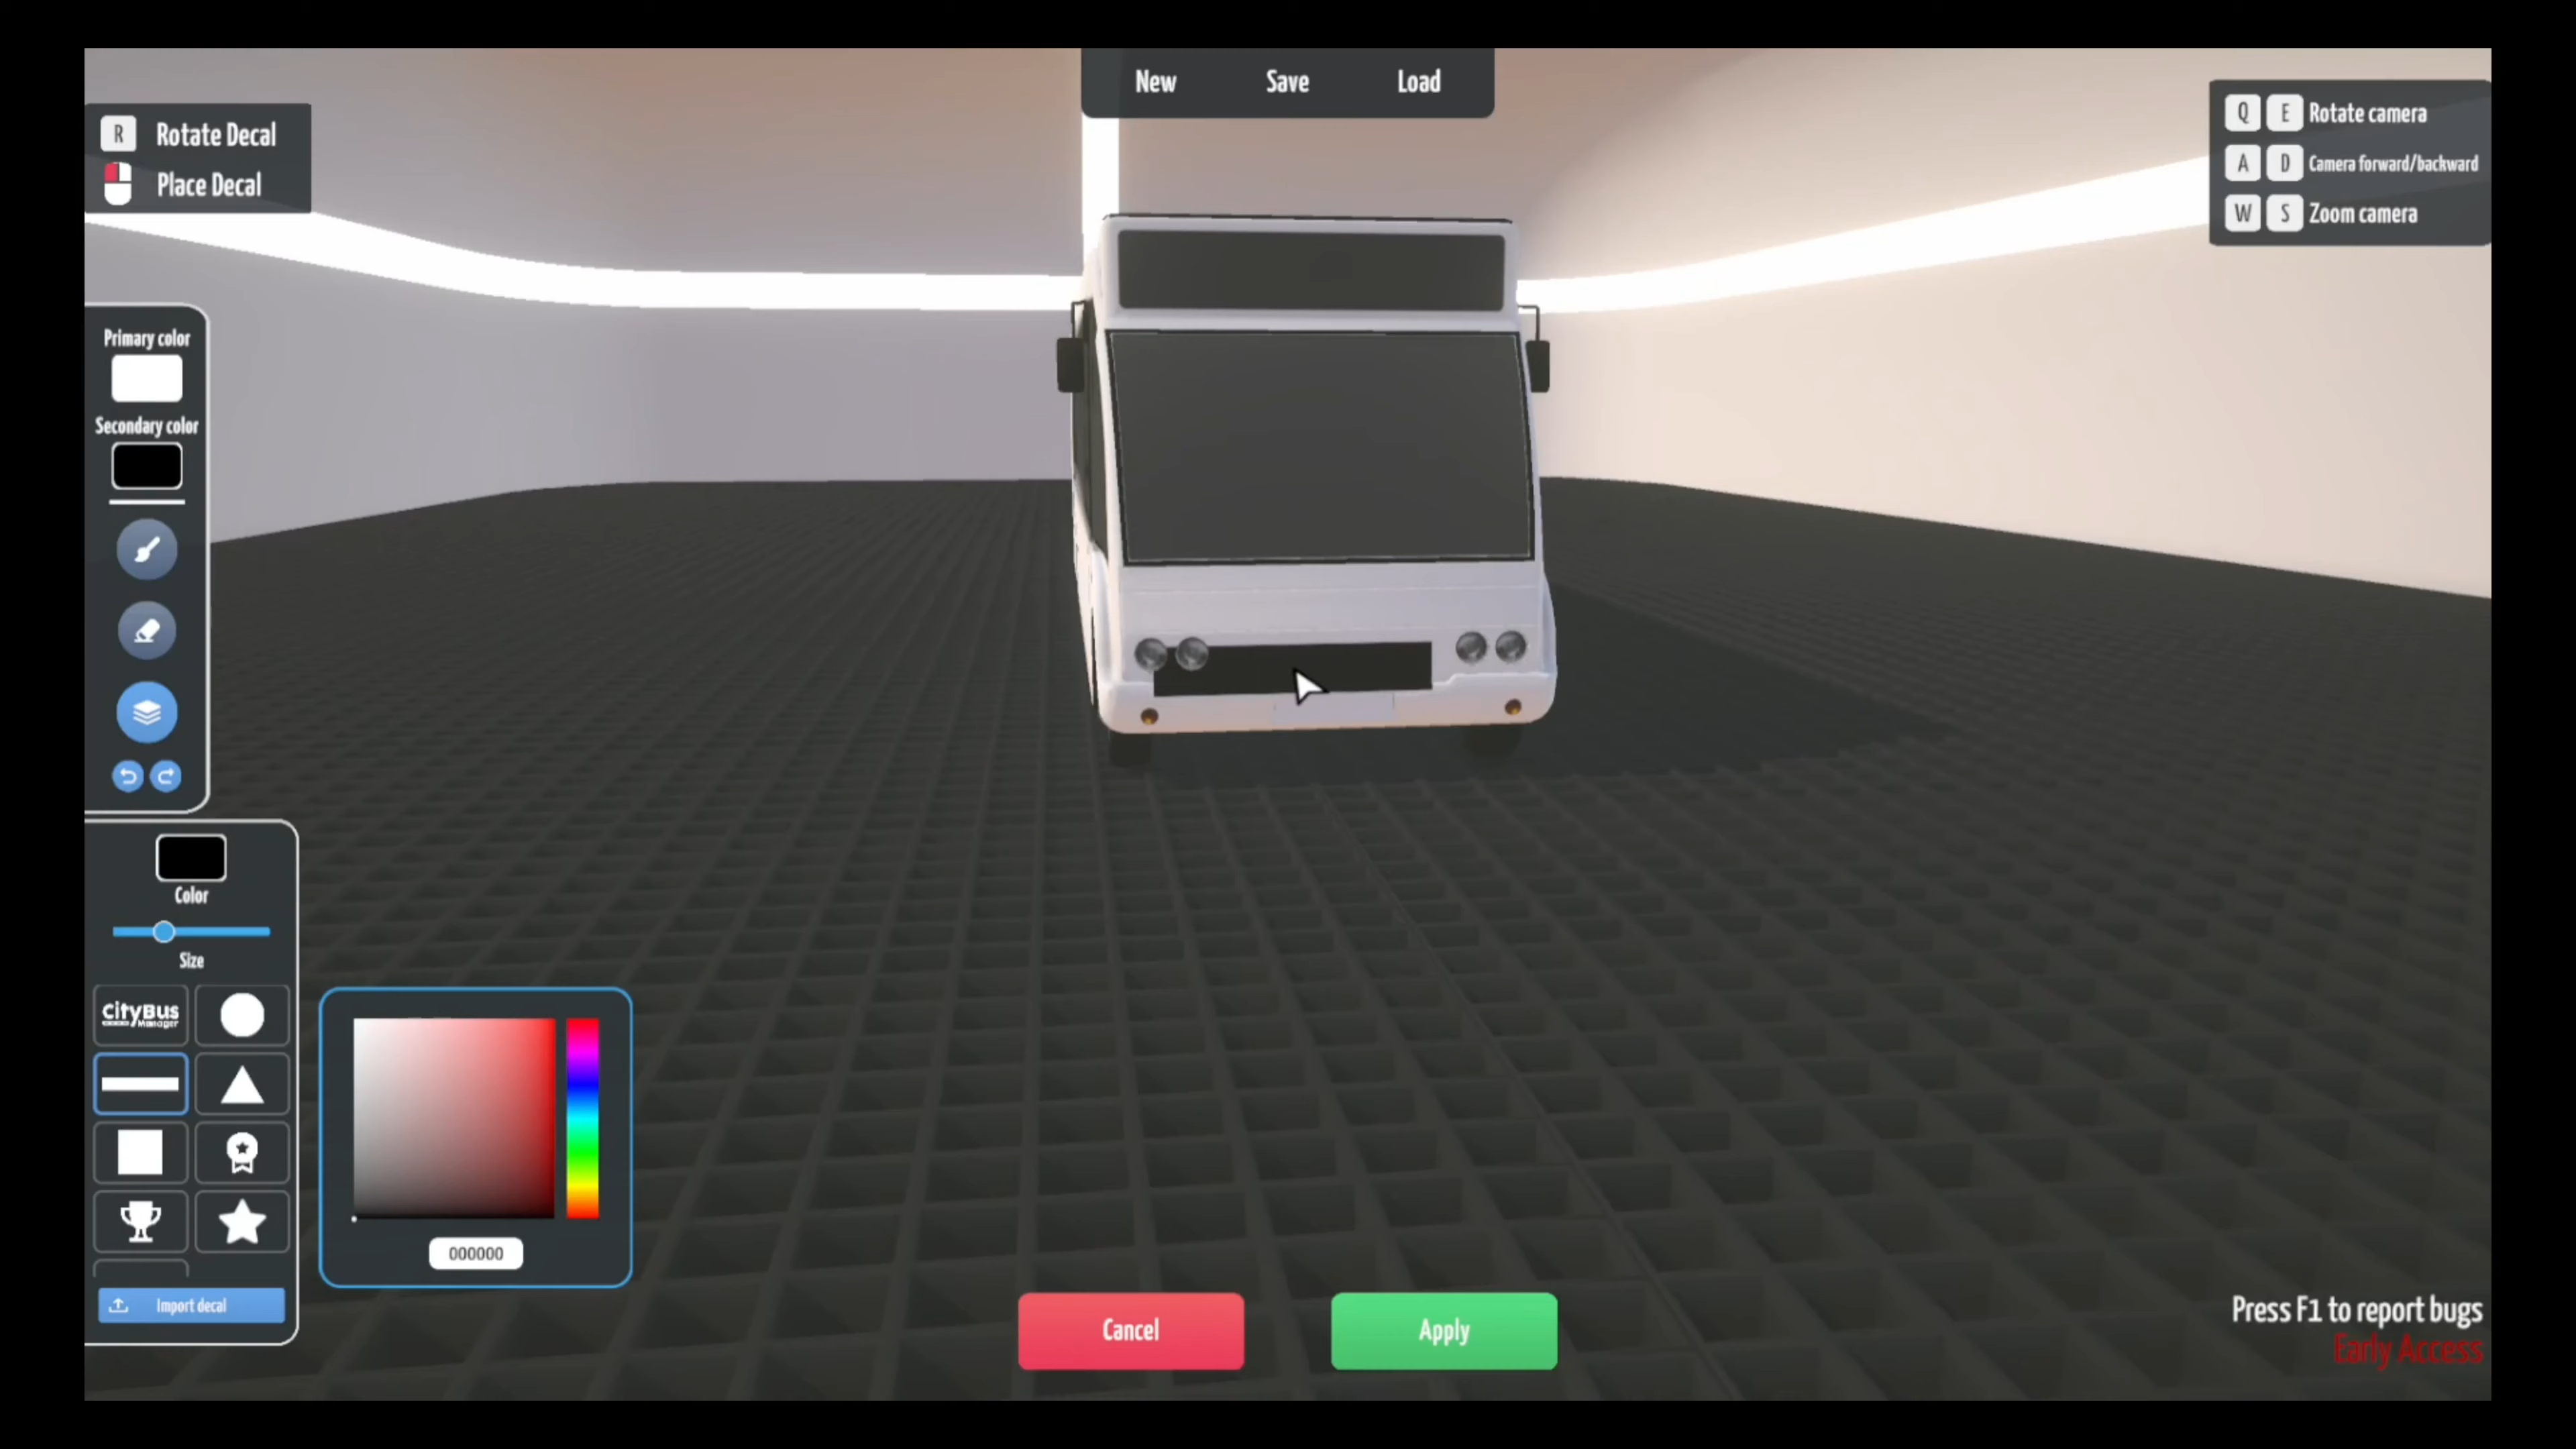 New Save Load
R Rotate Decal
Place Decal
Q E Rotate camera
A D Camera forward/backward
W S Zoom camera
Primary color
Secondary color
Color
Size
CityBus
Manager
000000
Import decal
Cancel Apply
Press F1 to report bugs
Early Access